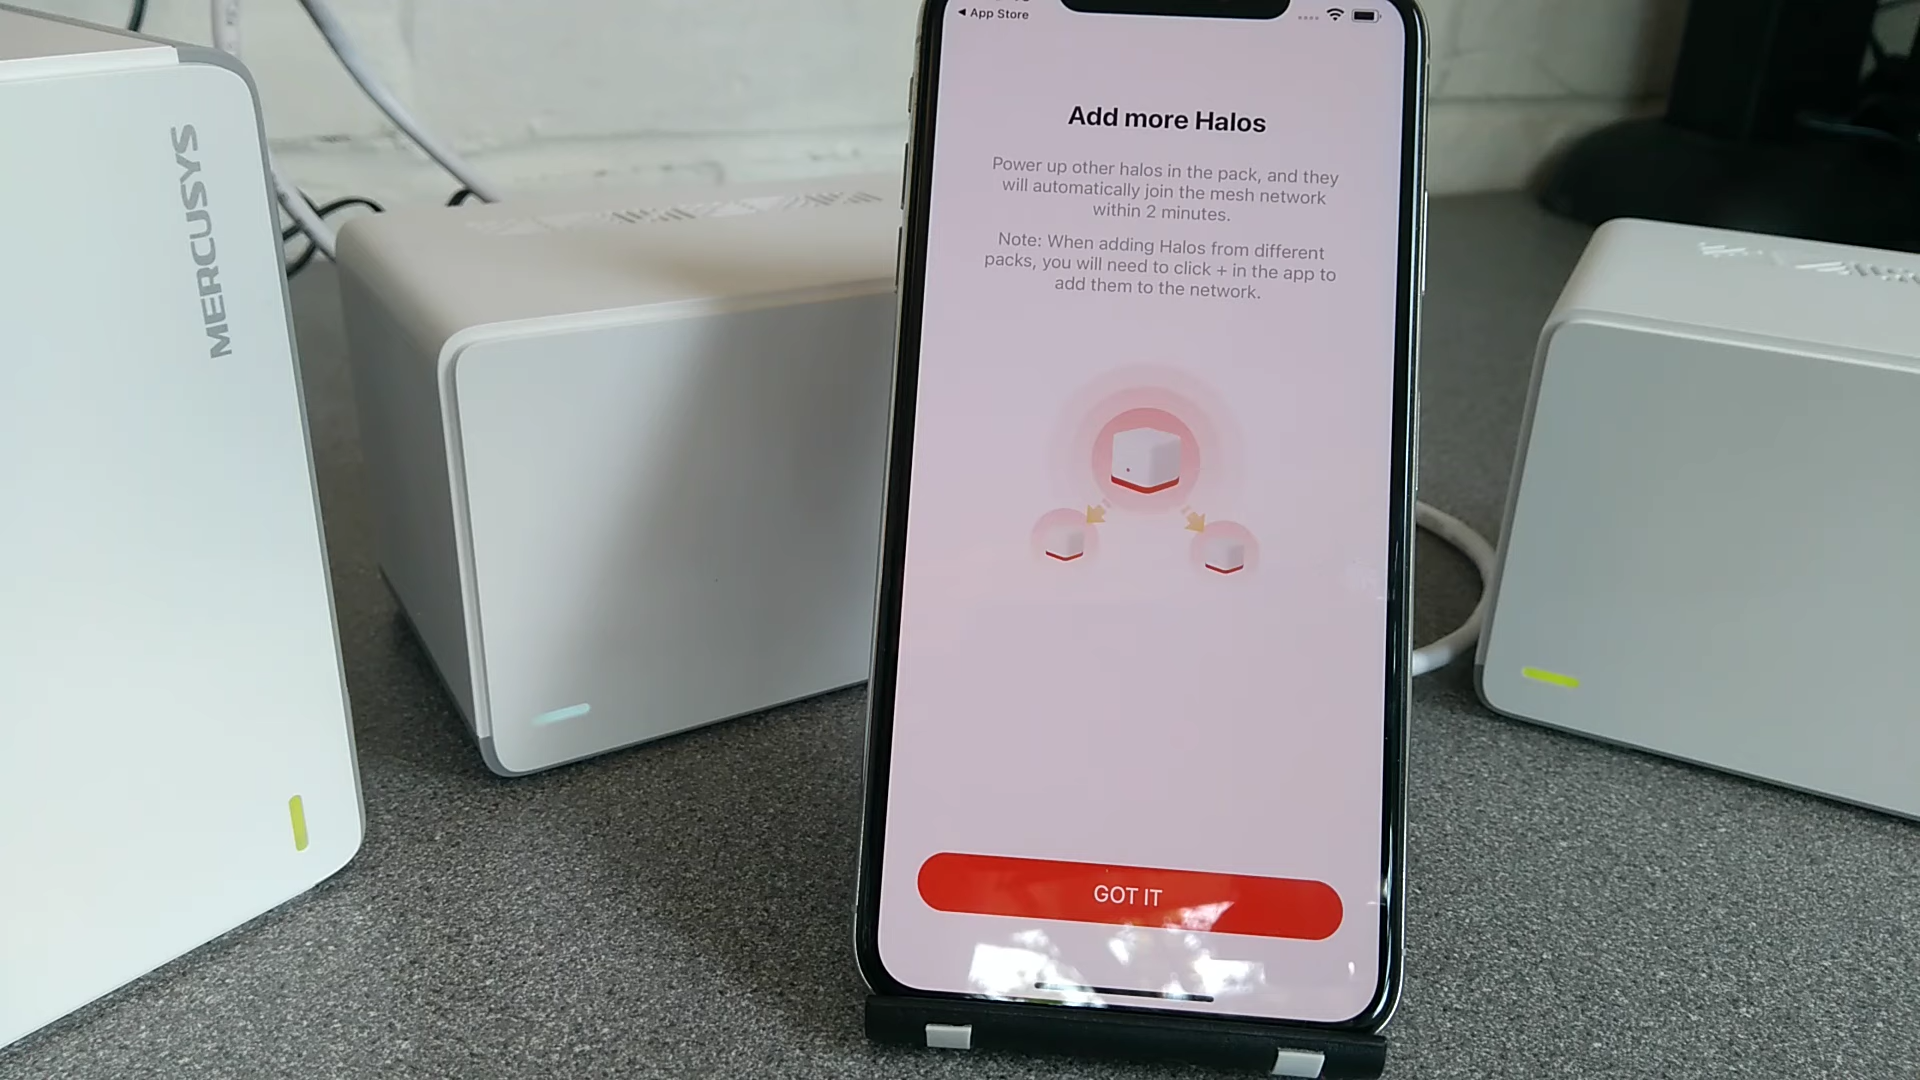 App Store
Add more Halos
Power up other halos in the pack, and they
will automatically join the mesh network
within 2 minutes.
Note: When adding Halos from different
packs, you will need to click + in the app to
add them to the network.
GOT IT
MERCUSYS